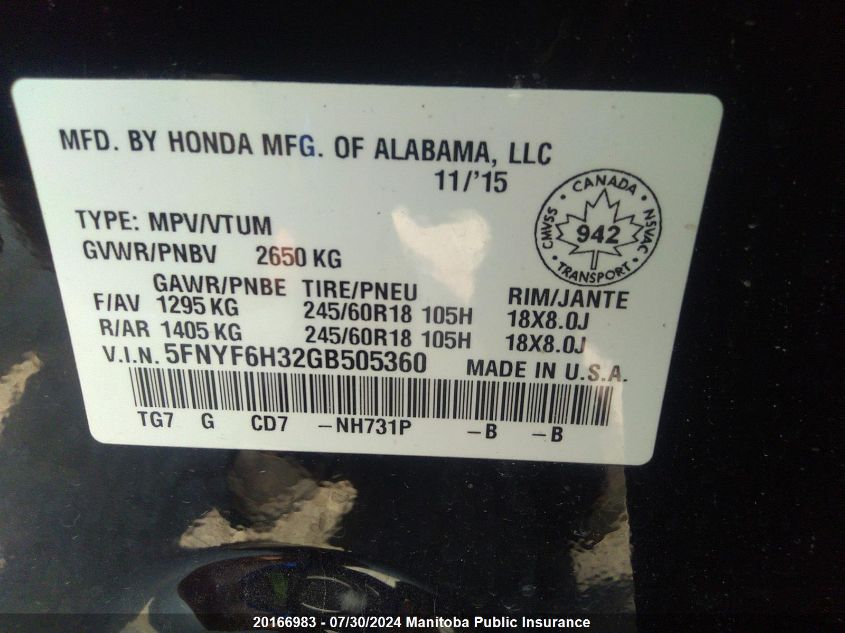 MFD. BY HONDA MFG. OF ALABAMA, LLC
11/'15
CANADA
CMVSS 942 NSVAC
TRANSPORT
TYPE: MPV/VTUM
GVWR/PNBV 2650 KG
GAWR/PNBE TIRE/PNEU RIM/JANTE
F/AV 1295 KG 245/60R18 105H 18X8.0J
R/AR 1405 KG 245/60R18 105H 18X8.0J
V.I.N. 5FNYF6H32GB505360 MADE IN U.S.A.
TG7 G CD7 -NH731P -B -B
20166983 / 07/30/2024 Manitoba Public Insurance